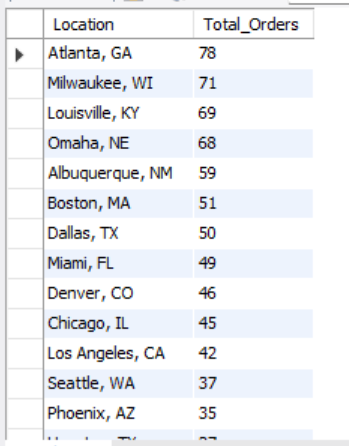 Location Total_Orders
Atlanta, GA 78
Milwaukee, WI 71
Louisville, KY 69
Omaha, NE 68
Albuquerque, NM 59
Boston, MA 51
Dallas, TX 50
Miami, FL 49
Denver, CO 46
Chicago, IL 45
Los Angeles, CA 42
Seattle, WA 37
Phoenix, AZ 35